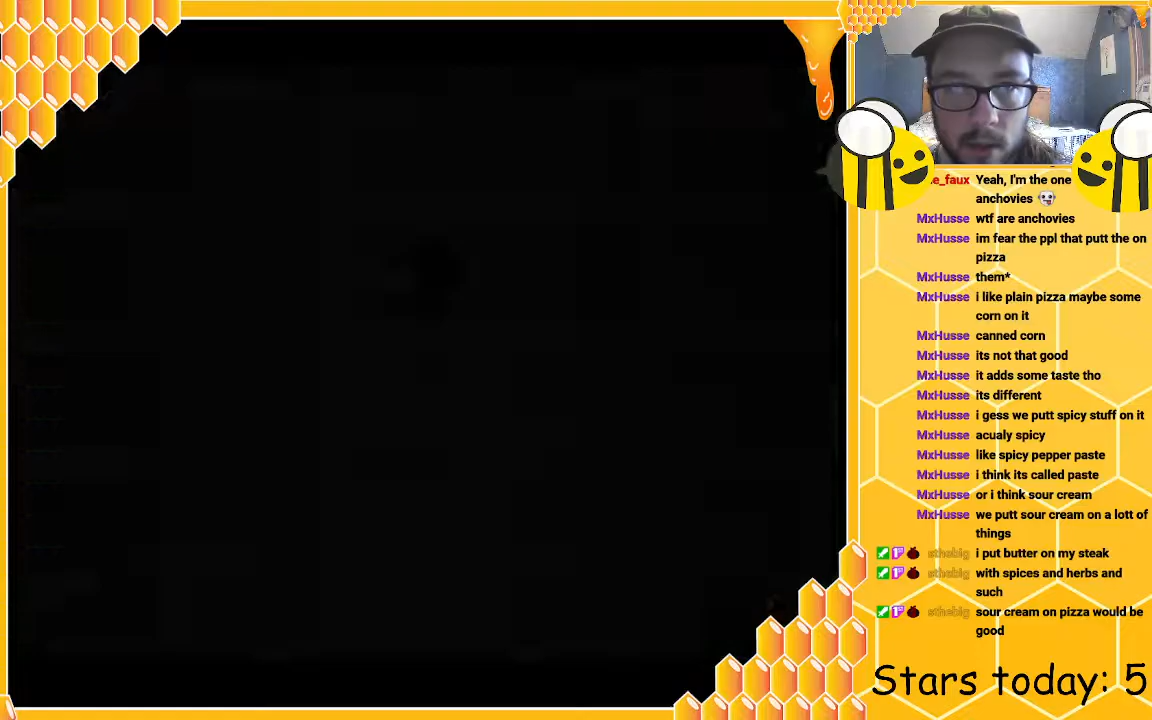 e_faux Yeah, I'm the one
anchovies
MxHusse wtf are anchovies
MxHusse im fear the ppl that putt the on
pizza
MxHusse them*
MxHusse i like plain pizza maybe some
corn on it
MxHusse canned corn
MxHusse its not that good
MxHusse it adds some taste tho
MxHusse its different
MxHusse i gess we putt spicy stuff on it
MxHusse acualy spicy
MxHusse like spicy pepper paste
MxHusse i think its called paste
MxHusse or i think sour cream
MxHusse we putt sour cream on a lott of
things
sthebig i put butter on my steak
sthebig with spices and herbs and
such
sthebig sour cream on pizza would be
good
Stars today: 5